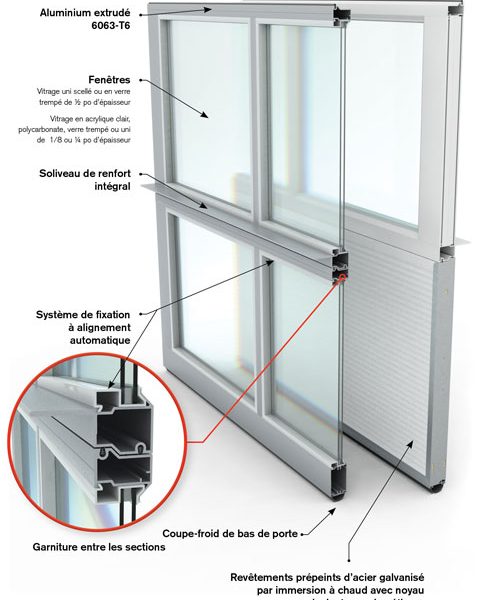 Aluminium extrudé
6063-T6
Fenêtres
Vitrage uni scellé ou en verre
trempé de ½ po d'épaisseur
Vitrage en acrylique clair,
polycarbonate, verre trempé ou uni
de 1/8 ou ¼ po d'épaisseur
Soliveau de renfort
intégral
Système de fixation
à alignement
automatique
Garniture entre les sections
Coupe-froid de bas de porte
Revêtements prépeints d'acier galvanisé
par immersion à chaud avec noyau